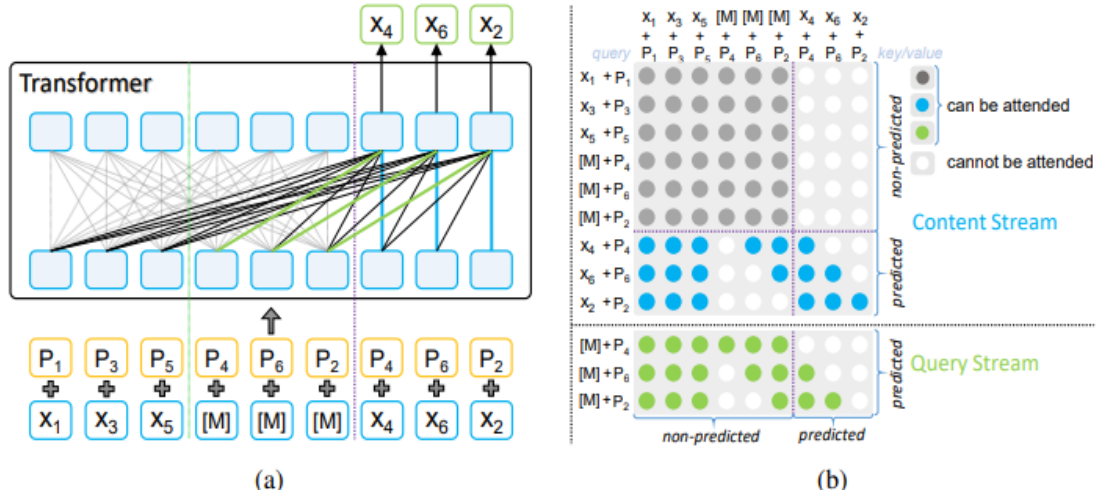 x4 x6 x2
Transformer
P1 P3 P5 P4 P6 P2 P4 P6 P2
+ + + + + + + + +
x1 x3 x5 [M] [M] [M] x4 x6 x2
(a)
x1 x3 x5 [M] [M] [M] x4 x6 x2
+ + + + + + + + +
query P1 P3 P5 P4 P6 P2 P4 P6 P2 key/value
x1 + P1
x3 + P3
x5 + P5
[M] + P4
[M] + P6
[M] + P2
non-predicted
can be attended
cannot be attended
Content Stream
x4 + P4
x6 + P6
x2 + P2
predicted
[M] + P4
[M] + P6
[M] + P2
predicted
Query Stream
non-predicted predicted
(b)